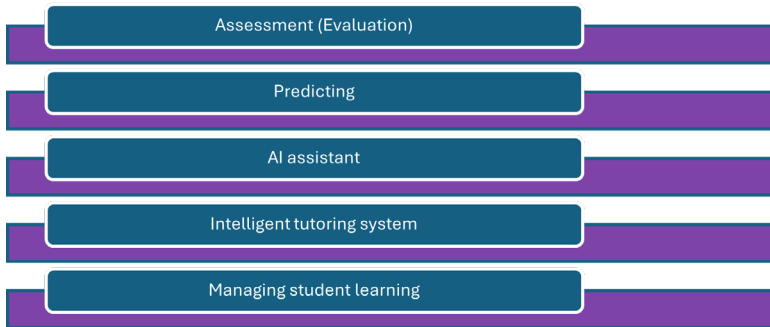 Assessment (Evaluation)
Predicting
AI assistant
Intelligent tutoring system
Managing student learning